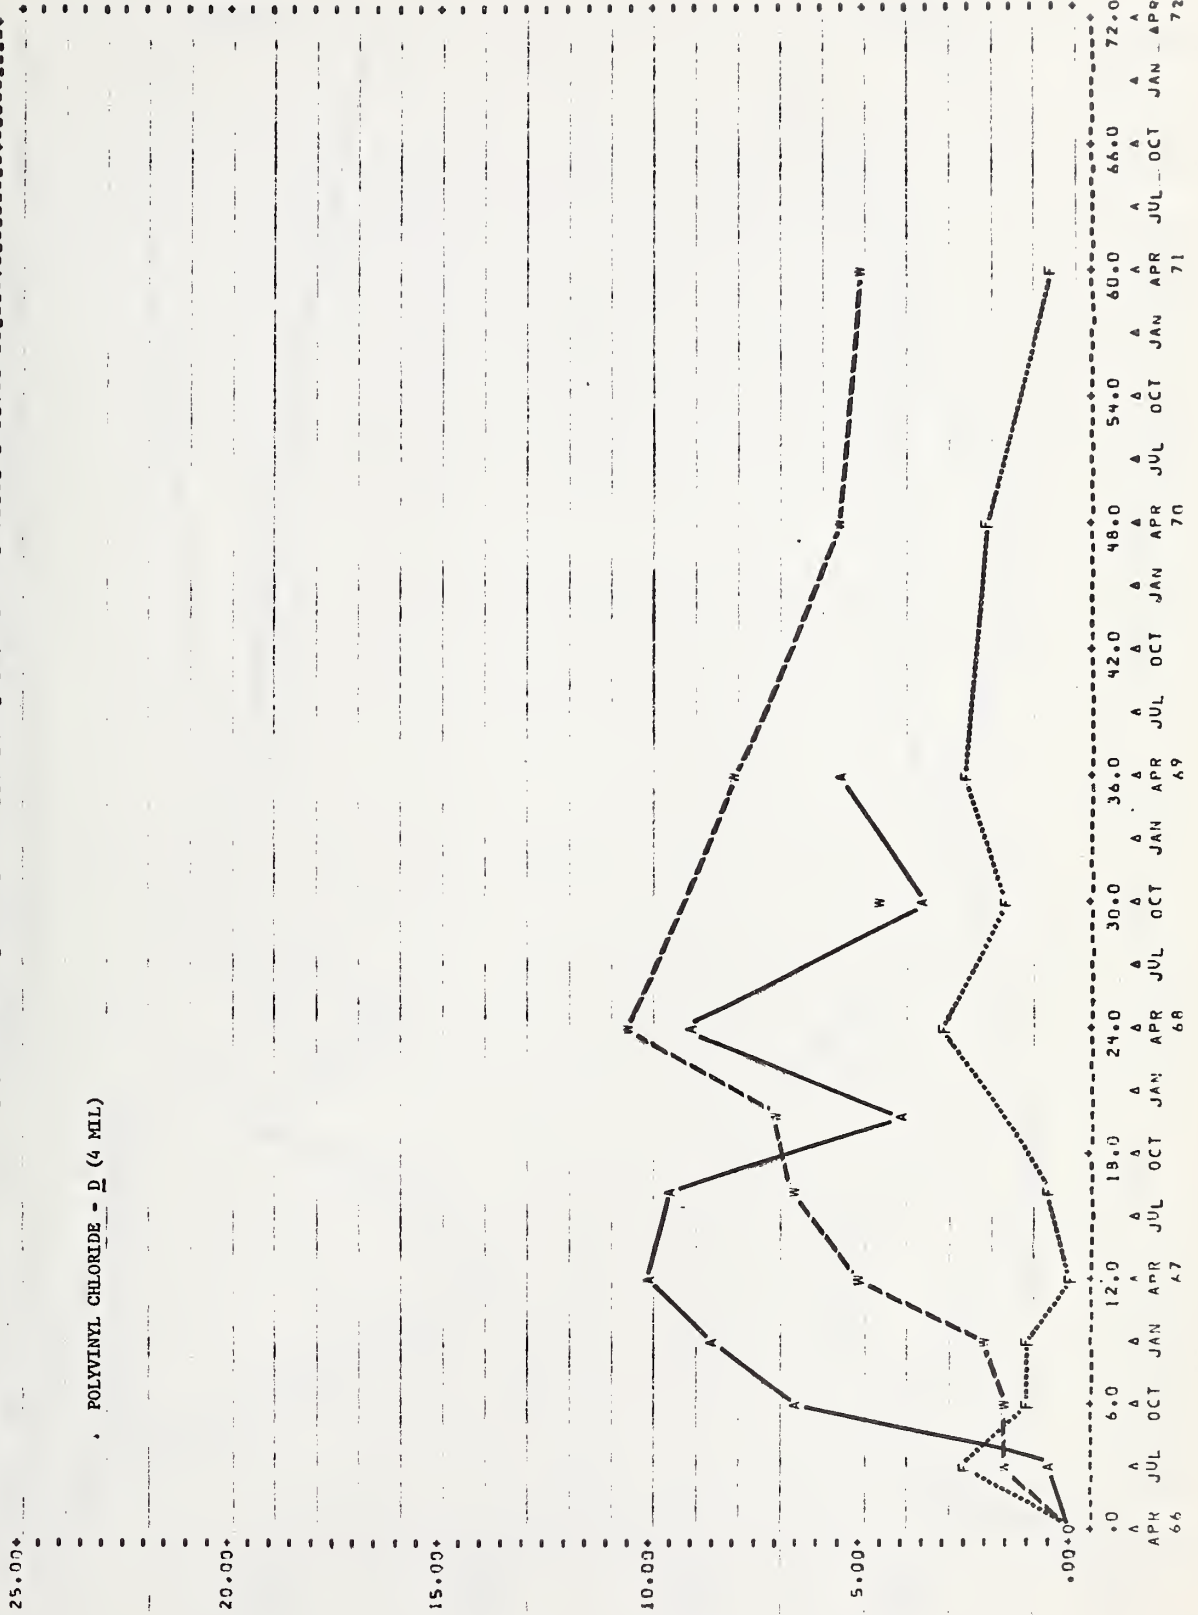 POLYVINYL CHLORIDE - D (4 MIL)
25.00+
20.00+
15.00+
10.00+
5.00+
.00+
W
W
W
W
W
W
W
W
W
W
W
A
A
A
A
A
A
A
A
A
F
F
F
F
F
F
F
F
F
F
.0 6.0 12.0 18.0 24.0 30.0 36.0 42.0 48.0 54.0 60.0 66.0 72.0
APR JUL OCT JAN APR JUL OCT JAN APR JUL OCT JAN APR JUL OCT JAN APR JUL OCT JAN APR JUL OCT JAN APR
66 67 68 69 70 71 72